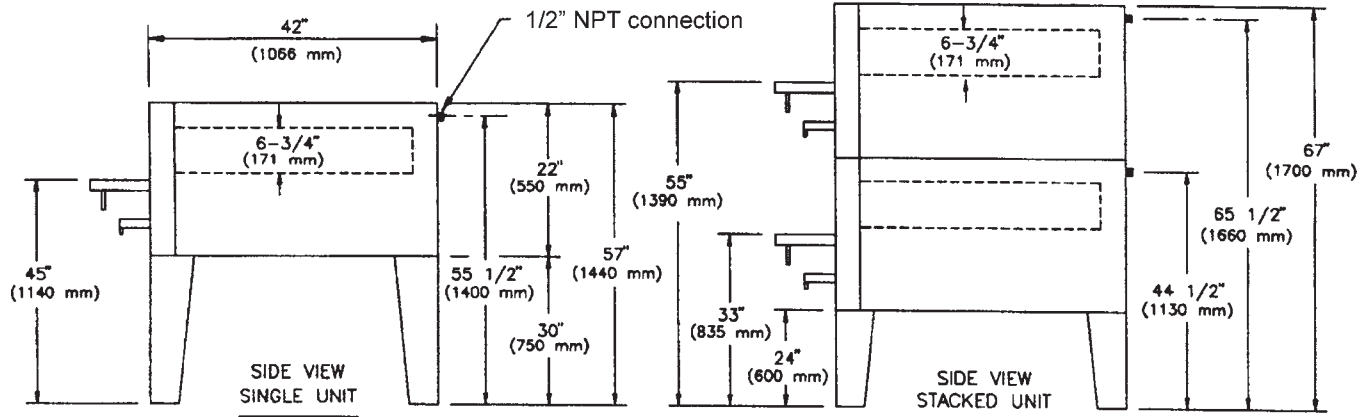 42"
(1066 mm)
1/2" NPT connection
6-3/4"
(171 mm)
22"
(550 mm)
57"
(1440 mm)
55 1/2"
(1400 mm)
45"
(1140 mm)
30"
(750 mm)
SIDE VIEW
SINGLE UNIT
6-3/4"
(171 mm)
67"
(1700 mm)
55"
(1390 mm)
65 1/2"
(1660 mm)
44 1/2"
(1130 mm)
33"
(835 mm)
24"
(600 mm)
SIDE VIEW
STACKED UNIT